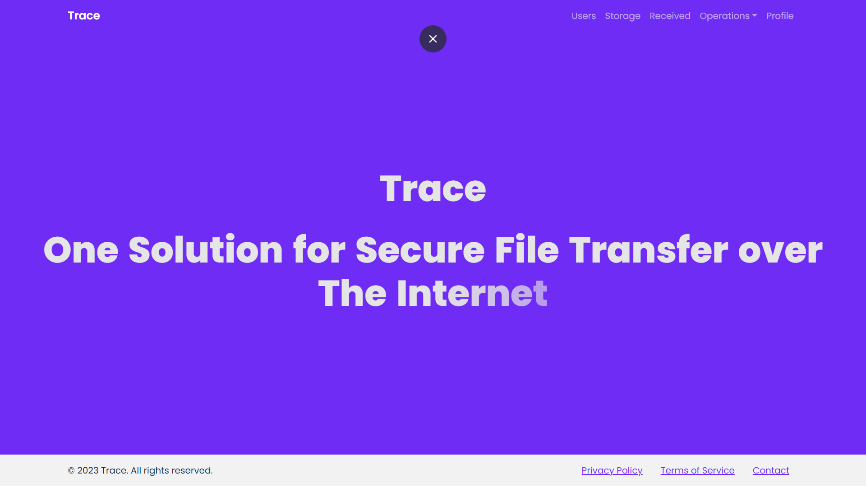 Trace
Users Storage Received Operations Profile
Trace
One Solution for Secure File Transfer over
The Internet
© 2023 Trace. All rights reserved.
Privacy Policy Terms of Service Contact